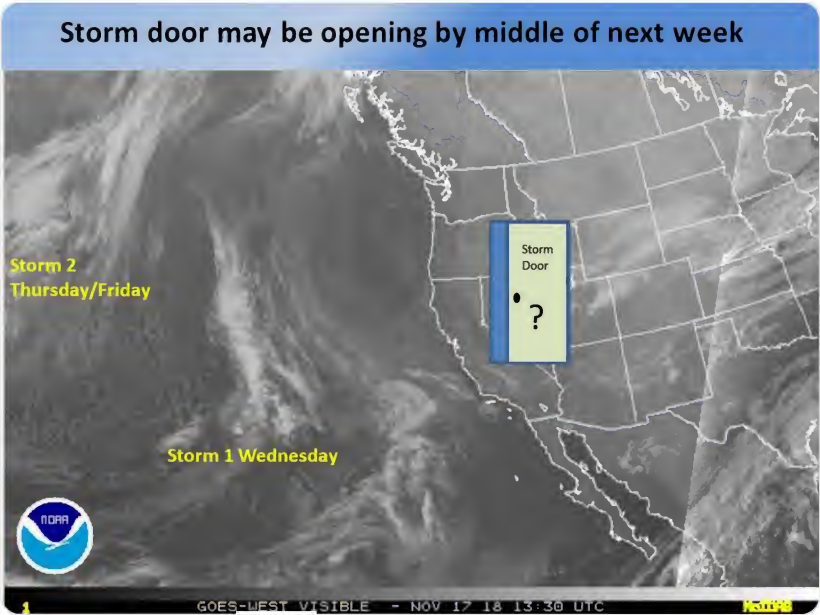 Storm door may be opening by middle of next week
Storm
Door
?
Storm 2
Thursday/Friday
Storm 1 Wednesday
NOAA
1 GOES-WEST VISIBLE - NOV 17 18 13:30 UTC McIDAS